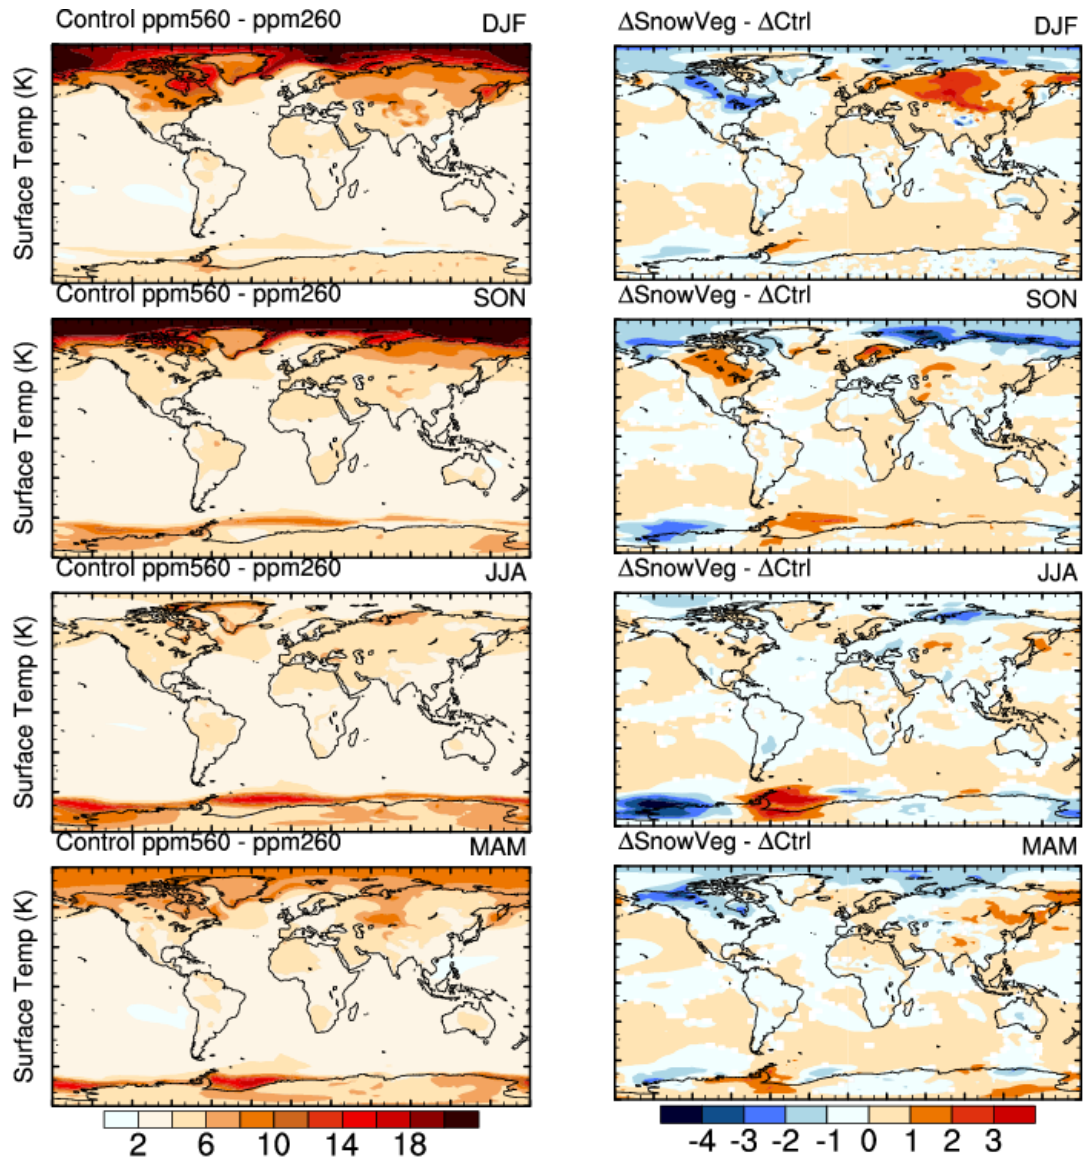 Control ppm560 - ppm260 DJF
ΔSnowVeg - ΔCtrl DJF
Surface Temp (K)
Control ppm560 - ppm260 SON
ΔSnowVeg - ΔCtrl SON
Surface Temp (K)
Control ppm560 - ppm260 JJA
ΔSnowVeg - ΔCtrl JJA
Surface Temp (K)
Control ppm560 - ppm260 MAM
ΔSnowVeg - ΔCtrl MAM
Surface Temp (K)
2 6 10 14 18
-4 -3 -2 -1 0 1 2 3